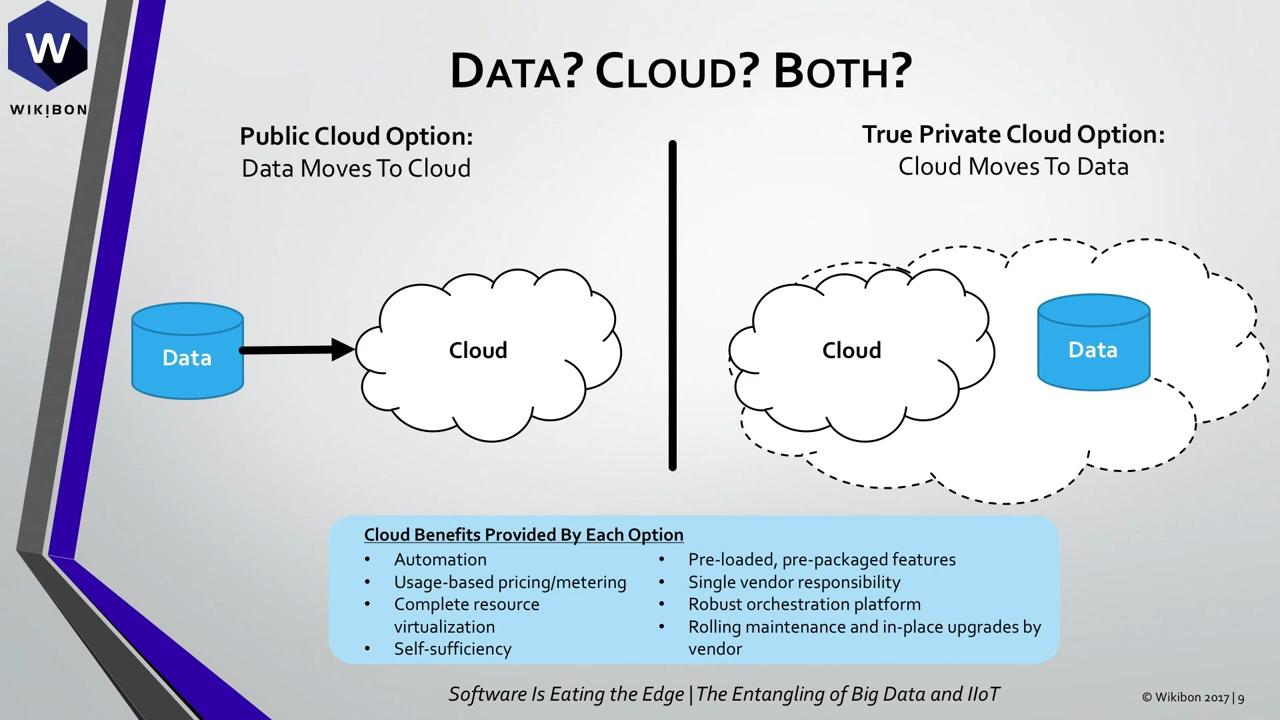 W
WIKIBON
DATA? CLOUD? BOTH?
Public Cloud Option:
Data Moves To Cloud
True Private Cloud Option:
Cloud Moves To Data
Data
Cloud
Cloud
Data
Cloud Benefits Provided By Each Option
• Automation
• Usage-based pricing/metering
• Complete resource
virtualization
• Self-sufficiency
• Pre-loaded, pre-packaged features
• Single vendor responsibility
• Robust orchestration platform
• Rolling maintenance and in-place upgrades by
vendor
Software Is Eating the Edge | The Entangling of Big Data and IIoT
© Wikibon 2017 | 9